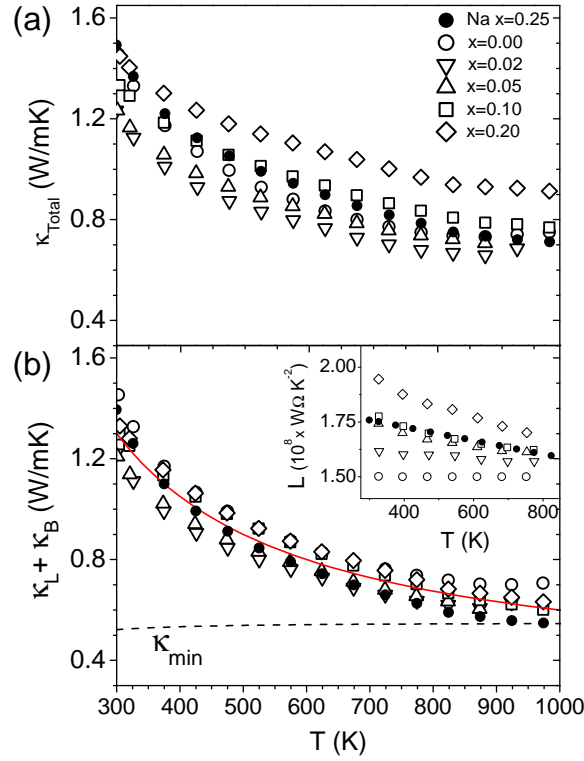 (a)
Na x=0.25
x=0.00
x=0.02
x=0.05
x=0.10
x=0.20
1.6
1.2
0.8
0.4
κTotal (W/mK)
(b)
1.6
1.2
0.8
0.4
κL + κB (W/mK)
2.00
1.75
1.50
L (10⁸ x WΩ K⁻²)
400 600 800
T (K)
κmin
300 400 500 600 700 800 900 1000
T (K)